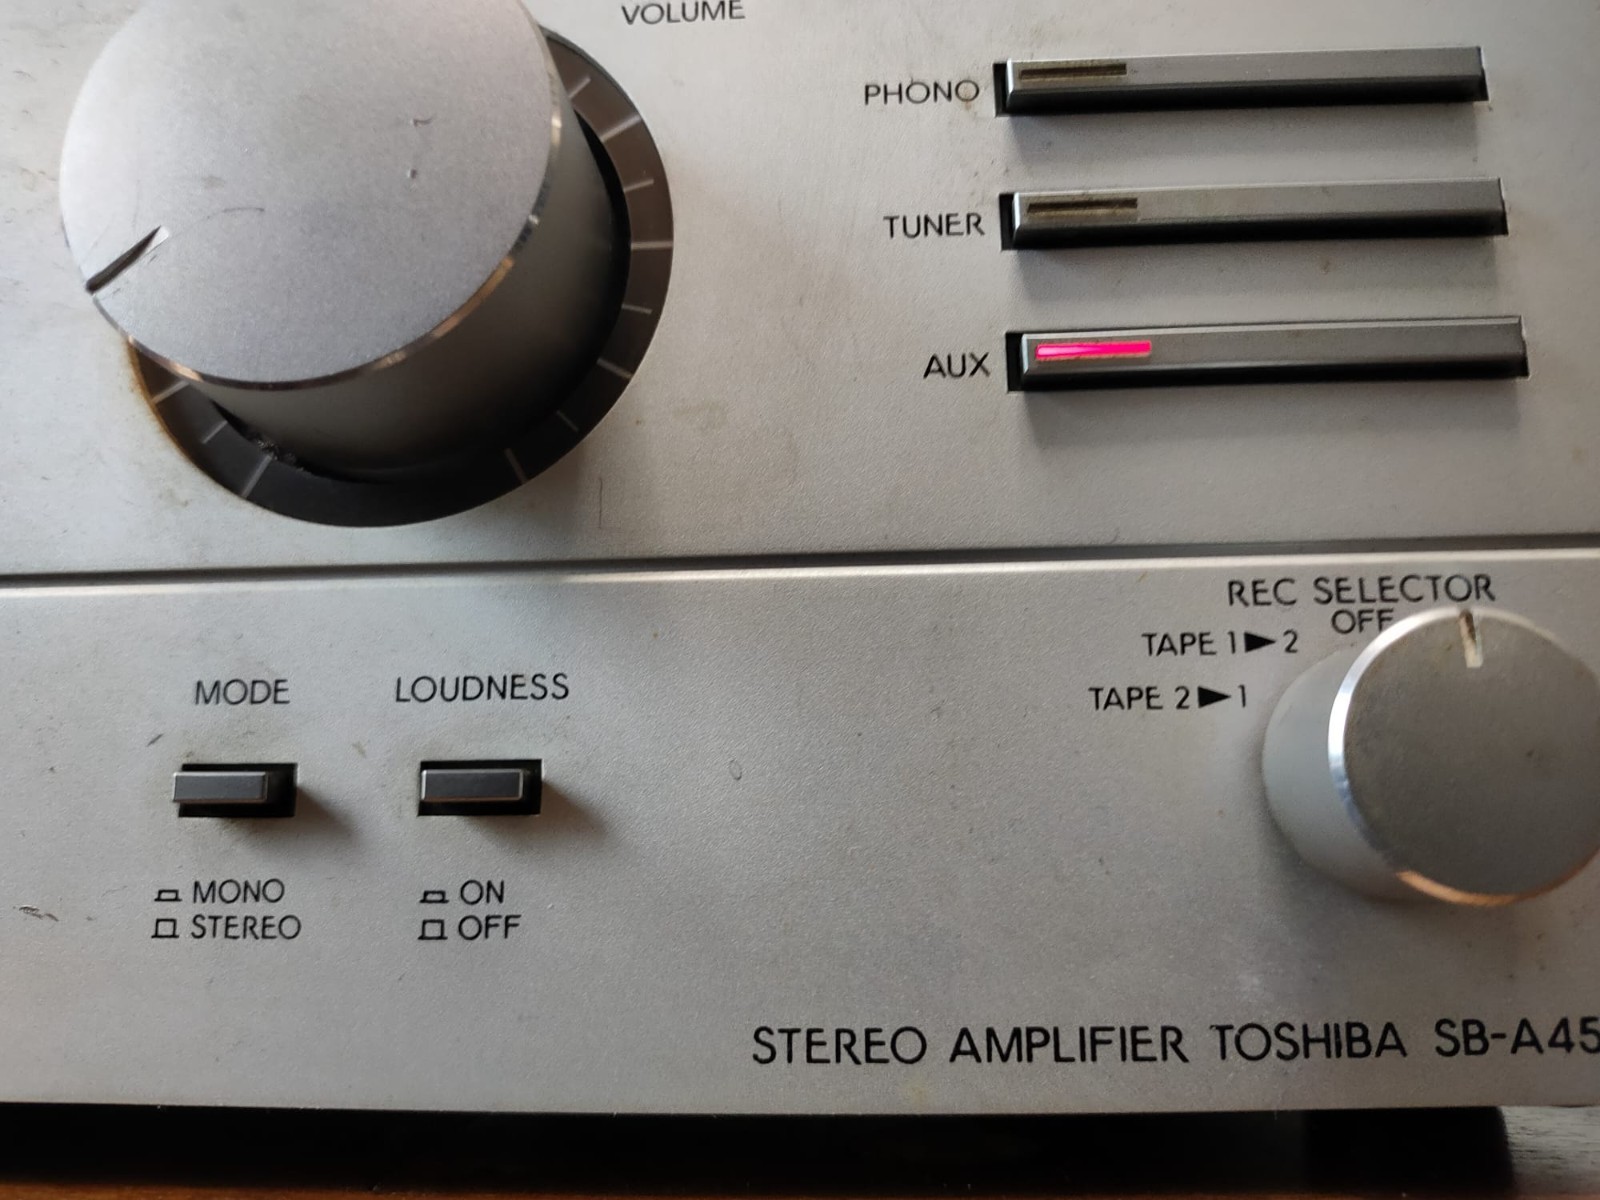 VOLUME
PHONO
TUNER
AUX
REC SELECTOR
OFF
TAPE 1▶2
TAPE 2▶1
MODE
LOUDNESS
MONO
STEREO
ON
OFF
STEREO AMPLIFIER TOSHIBA SB-A45